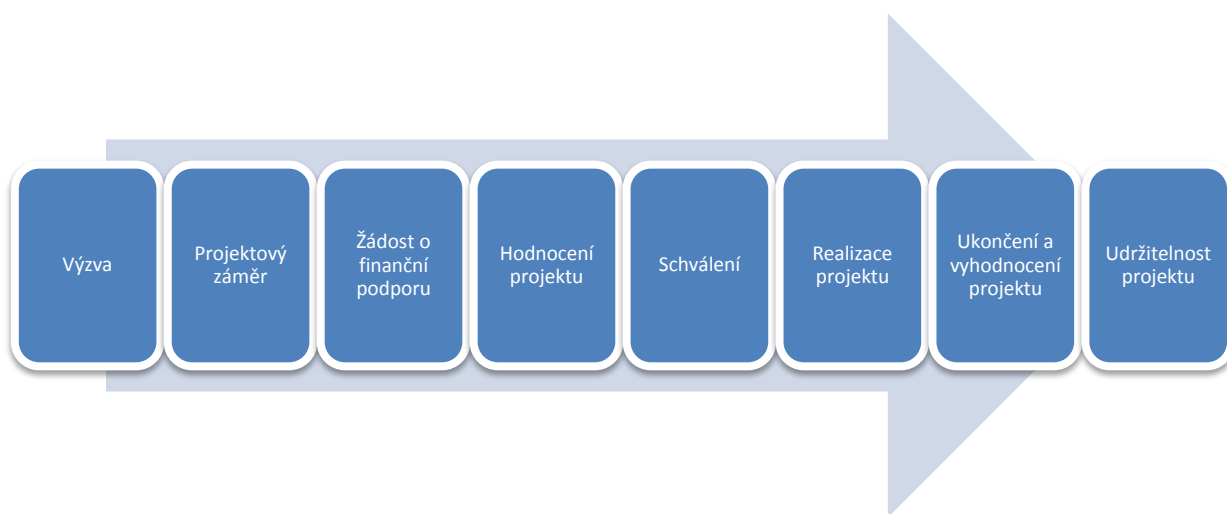 Výzva
Projektový
záměr
Žádost o
finanční
podporu
Hodnocení
projektu
Schválení
Realizace
projektu
Ukončení a
vyhodnocení
projektu
Udržitelnost
projektu